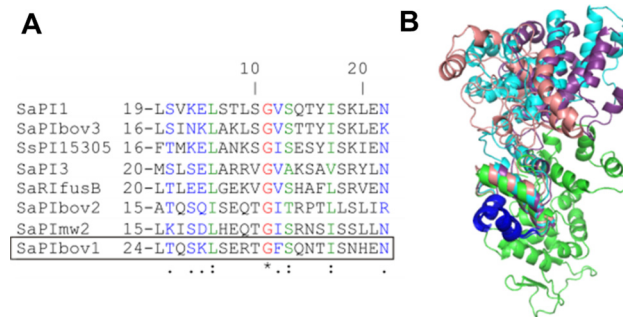 A
B
10 20
SaPI1 19-LSVKELSTLSGVSQTYISKLEN
SaPIbov3 16-LSINKLAKLSGVSSTYISKLEK
SsPI15305 16-FTMKELANKSGISESYISKIEN
SaPI3 20-MSLSELARRVGVAKSAVSRYLN
SaRIfusB 20-LTLEELGEKVGVSHAFLSRVEN
SaPIbov2 15-ATQSQISEQTGITRPTLLSLIR
SaPImw2 15-LKISDLHEQTGISRNSISSLLN
SaPIbov1 24-LTQSKLSERTGFSQNTISNHEN
. ..: * .: : .